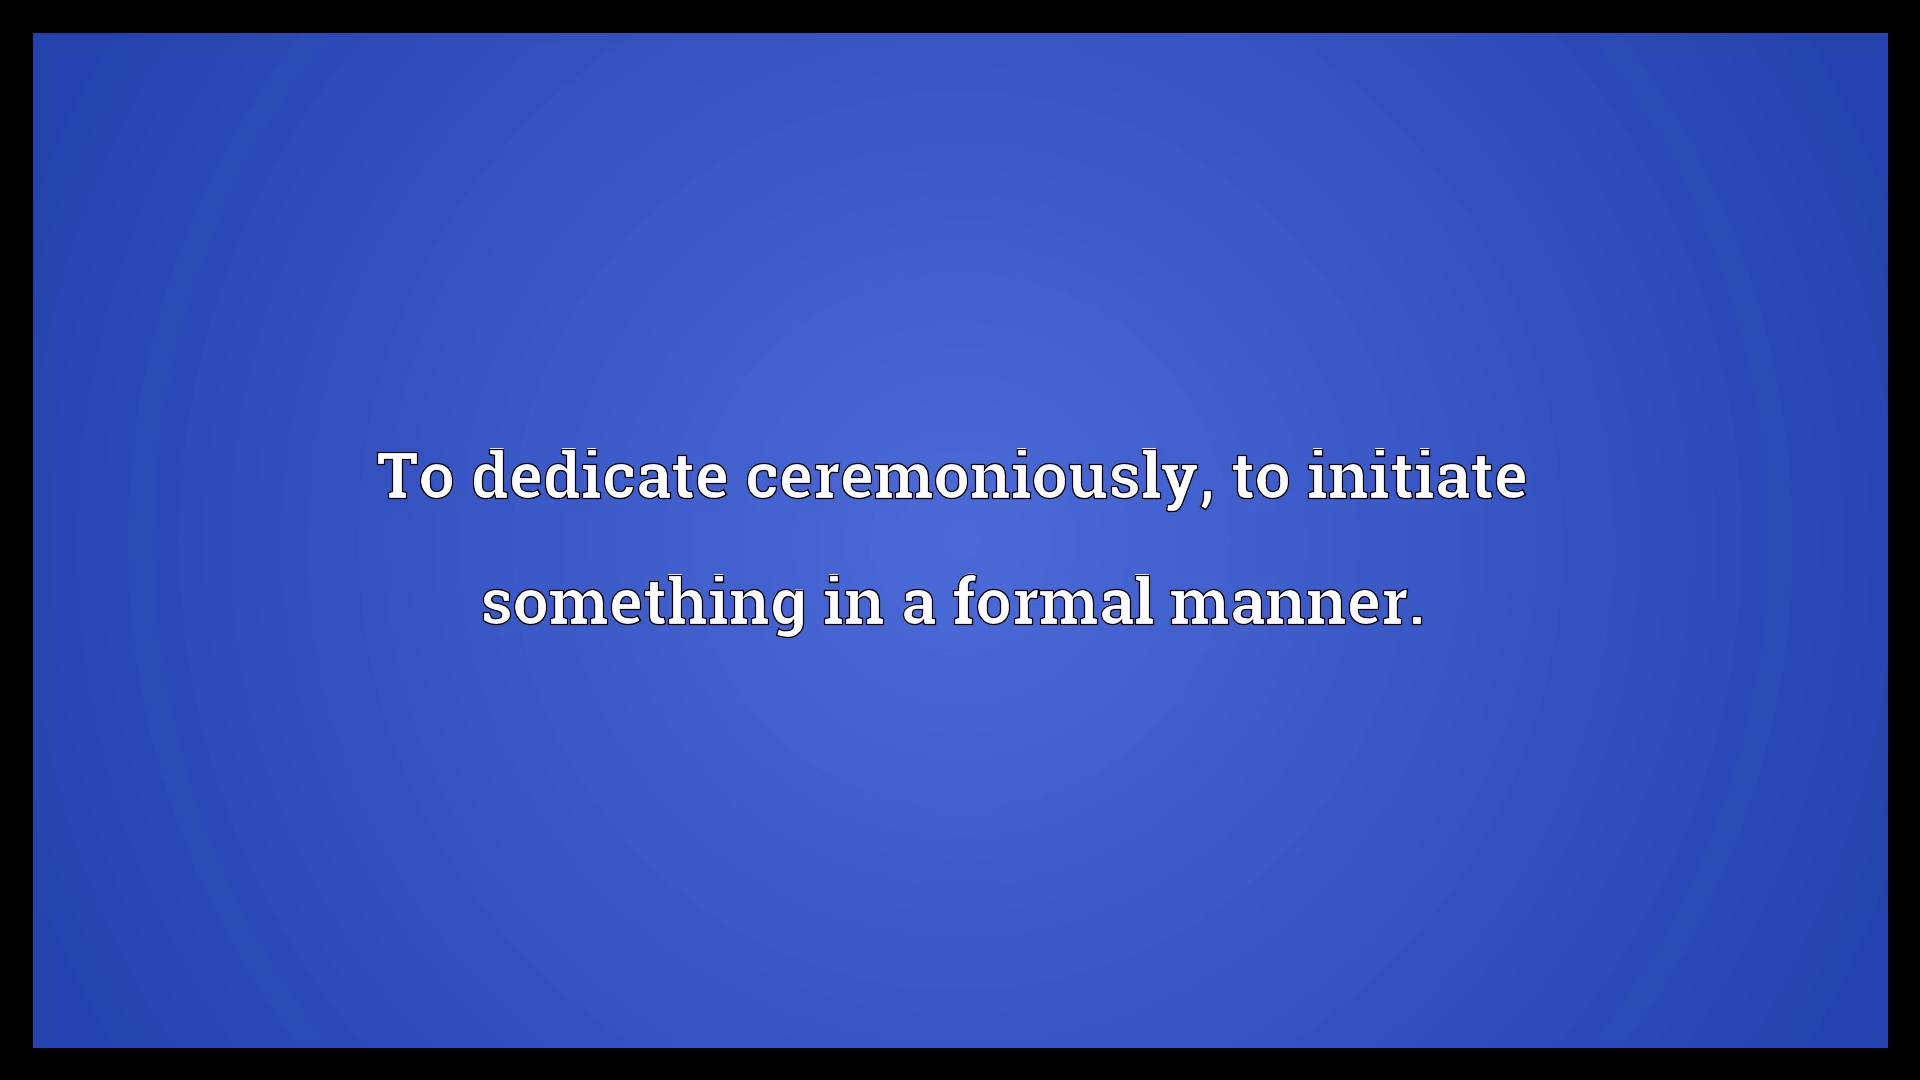 To dedicate ceremoniously, to initiate
something in a formal manner.